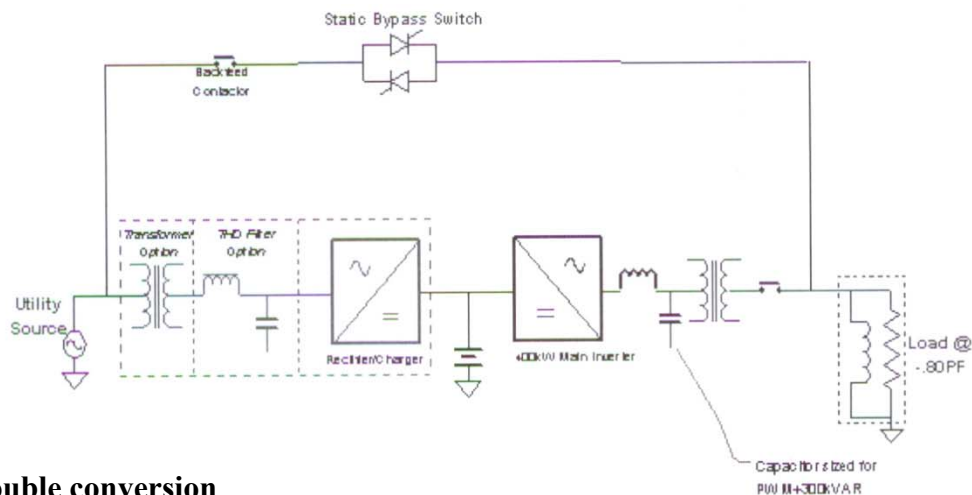 Static Bypass Switch
Backfeed
Contactor
Transformer
Option
THD Filter
Option
Utility
Source
Rectifier/Charger
400kW Main Inverter
Load @
-.80PF
Capacitor sized for
PWM+300kVAR
ouble conversion